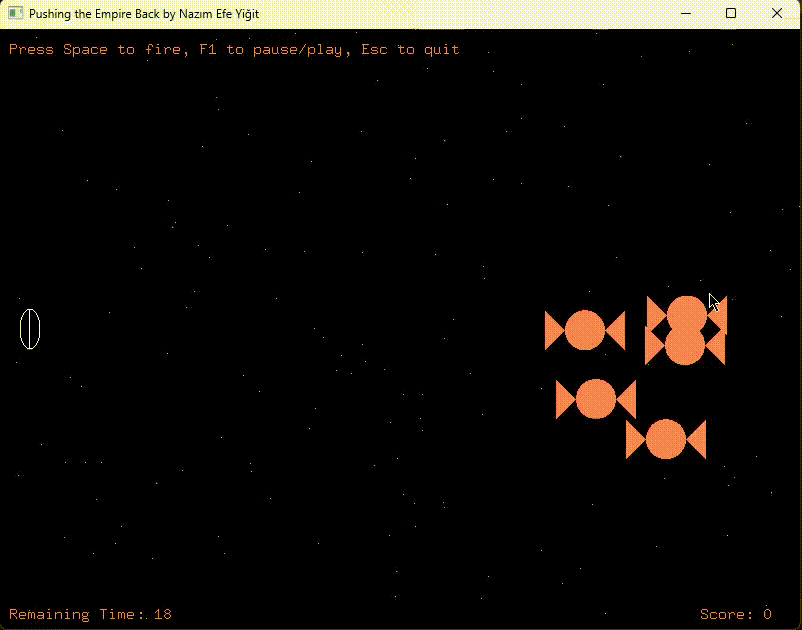 Pushing the Empire Back by Nazım Efe Yiğit
Press Space to fire, F1 to pause/play, Esc to quit
Remaining Time: 18
Score: 0